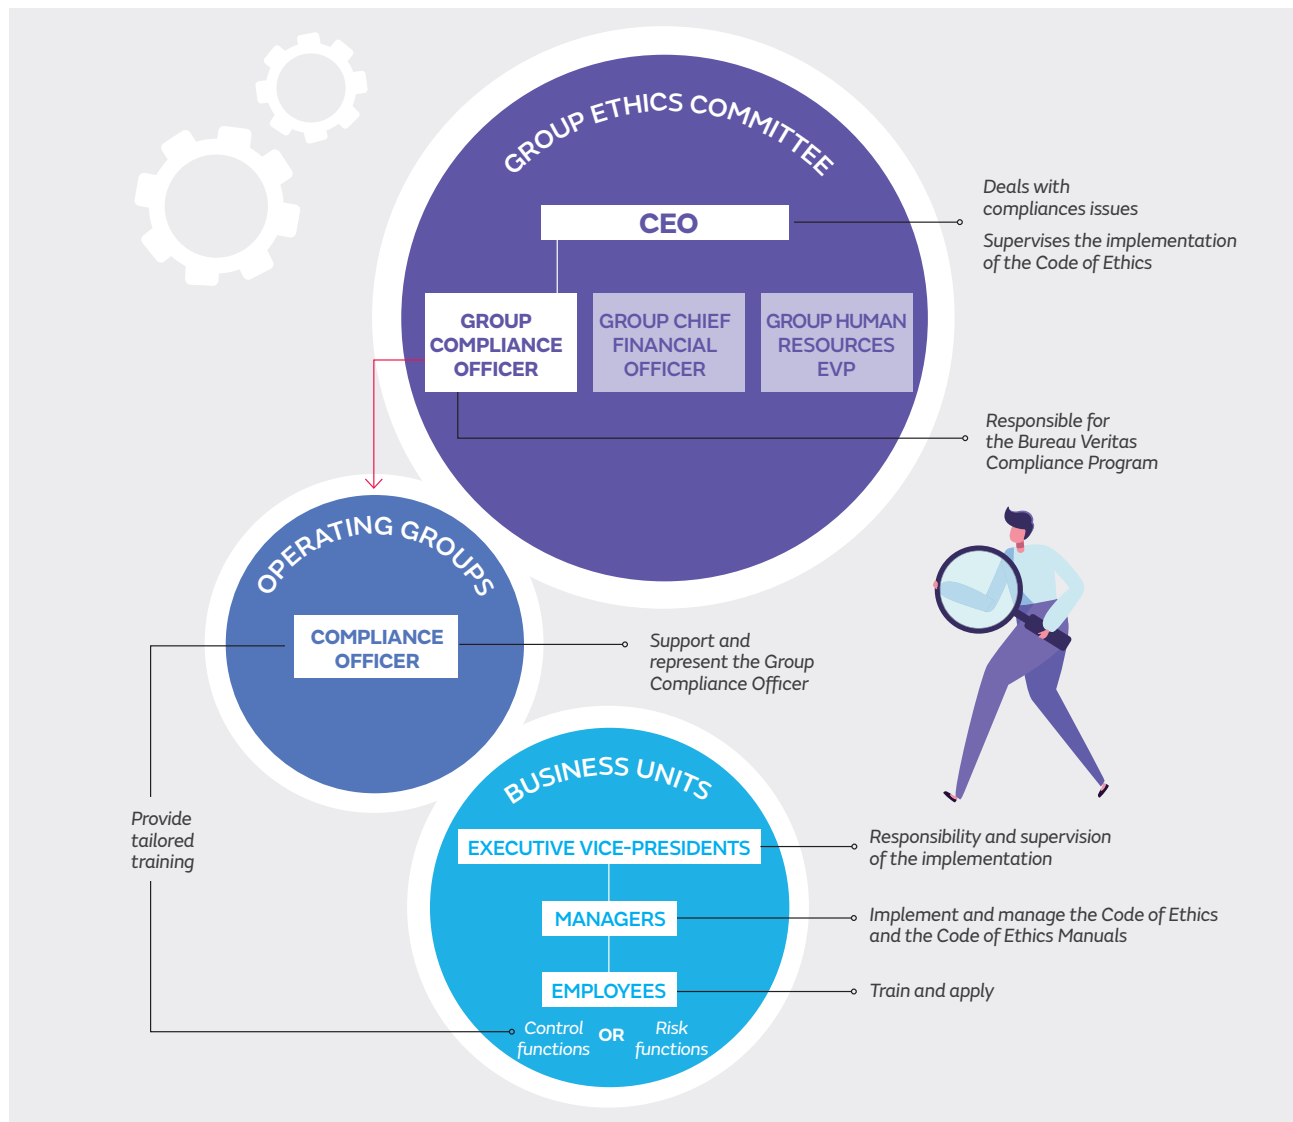 GROUP ETHICS COMMITTEE
CEO
Deals with
compliances issues
Supervises the implementation
of the Code of Ethics
GROUP
COMPLIANCE
OFFICER
GROUP CHIEF
FINANCIAL
OFFICER
GROUP HUMAN
RESOURCES
EVP
Responsible for
the Bureau Veritas
Compliance Program
OPERATING GROUPS
COMPLIANCE
OFFICER
Support and
represent the Group
Compliance Officer
Provide
tailored
training
BUSINESS UNITS
EXECUTIVE VICE-PRESIDENTS
Responsibility and supervision
of the implementation
MANAGERS
Implement and manage the Code of Ethics
and the Code of Ethics Manuals
EMPLOYEES
Train and apply
Control
functions
OR
Risk
functions